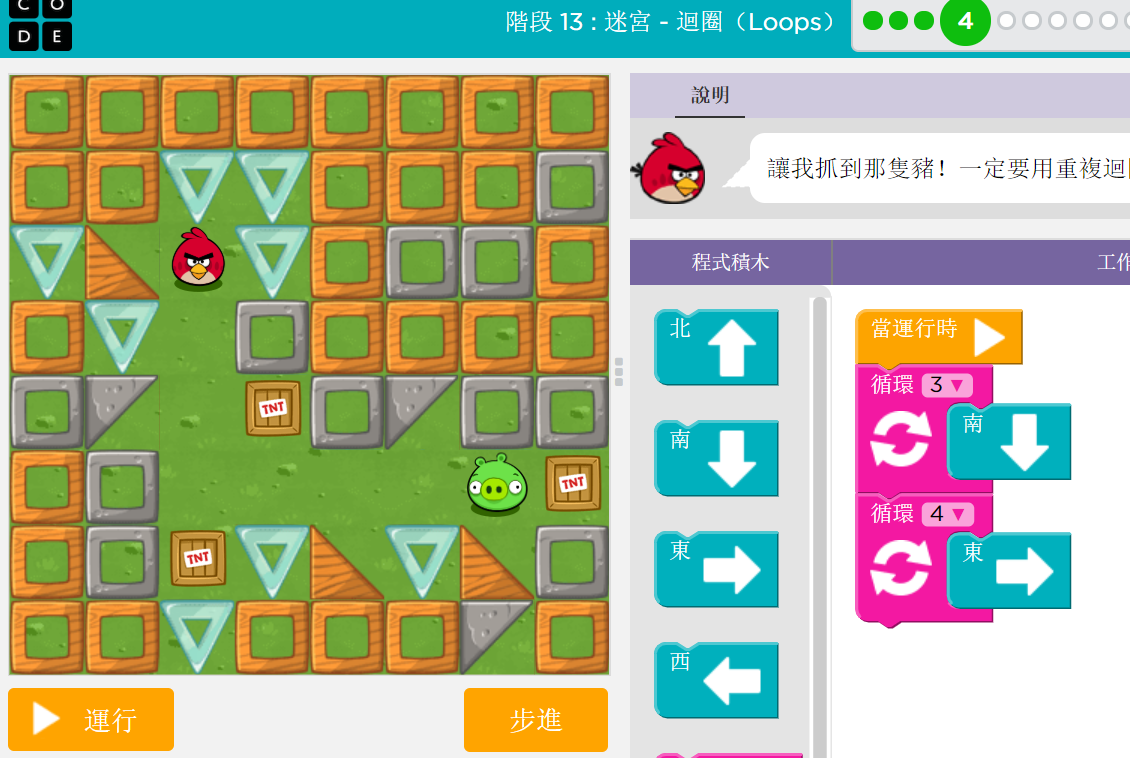 C O
D E
階段 13 : 迷宮 - 迴圈（Loops）
4
說明
讓我抓到那隻豬！一定要用重複迴
程式積木
工作
北
南
東
西
當運行時
循環 3
南
循環 4
東
TNT
TNT
TNT
運行
步進